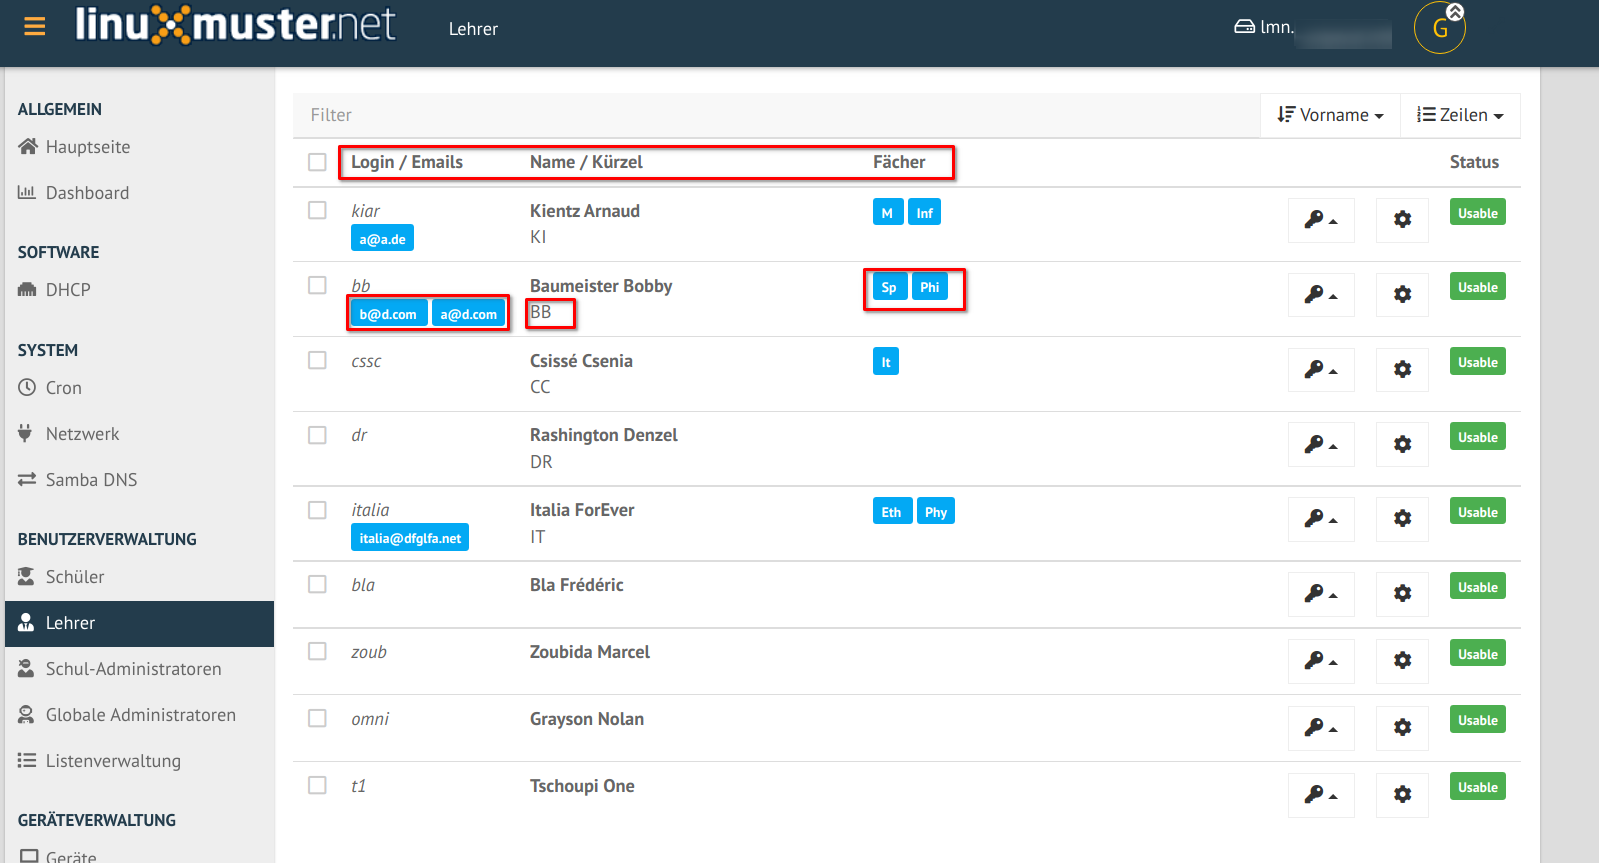 linuxmuster.net Lehrer lmn. G
ALLGEMEIN
Hauptseite
Dashboard
SOFTWARE
DHCP
SYSTEM
Cron
Netzwerk
Samba DNS
BENUTZERVERWALTUNG
Schüler
Lehrer
Schul-Administratoren
Globale Administratoren
Listenverwaltung
GERÄTEVERWALTUNG
Geräte
Filter Vorname Zeilen
Login / Emails Name / Kürzel Fächer Status
kiar Kientz Arnaud M Inf Usable
a@a.de KI
bb Baumeister Bobby Sp Phi Usable
b@d.com a@d.com BB
cssc Csissé Csenia It Usable
CC
dr Rashington Denzel Usable
DR
italia Italia ForEver Eth Phy Usable
italia@dfglfa.net IT
bla Bla Frédéric Usable
zoub Zoubida Marcel Usable
omni Grayson Nolan Usable
t1 Tschoupi One Usable